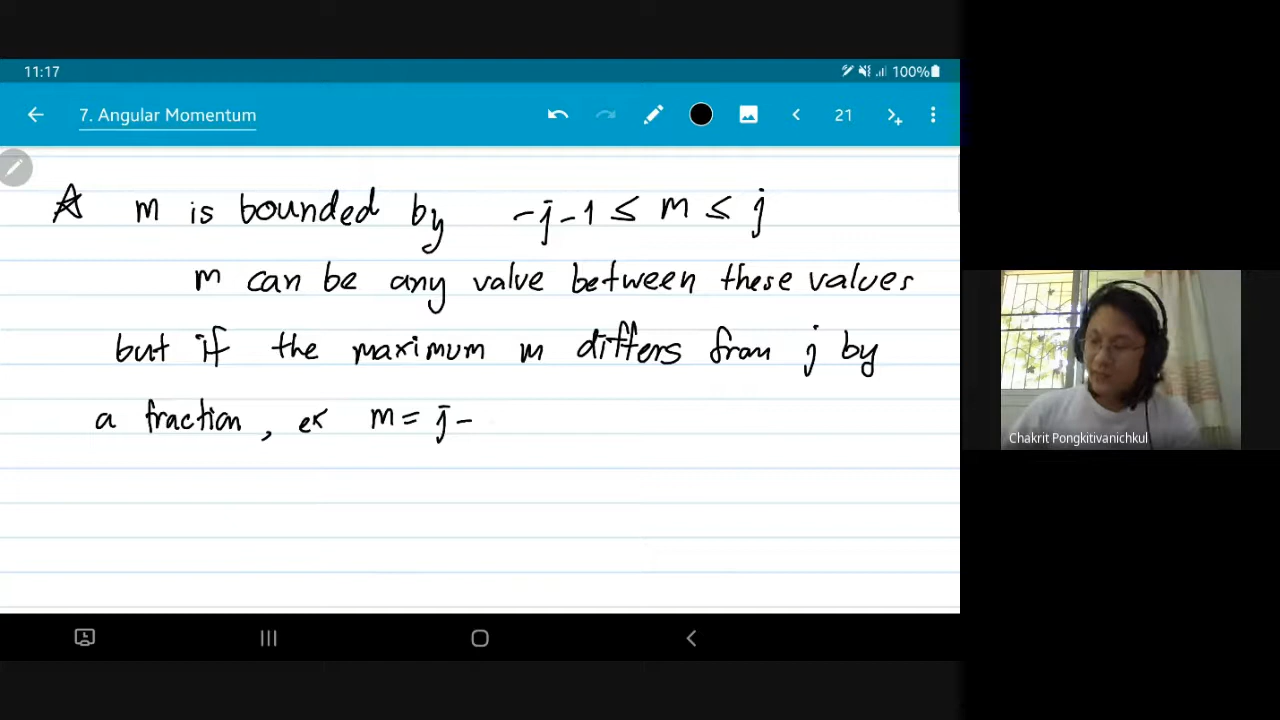 11:17
100%
7. Angular Momentum
21
m is bounded by -j-1 ≤ m ≤ j
m can be any value between these values
but if the maximum m differs from j by
a fraction, ex m = j -
Chakrit Pongkitivanichkul